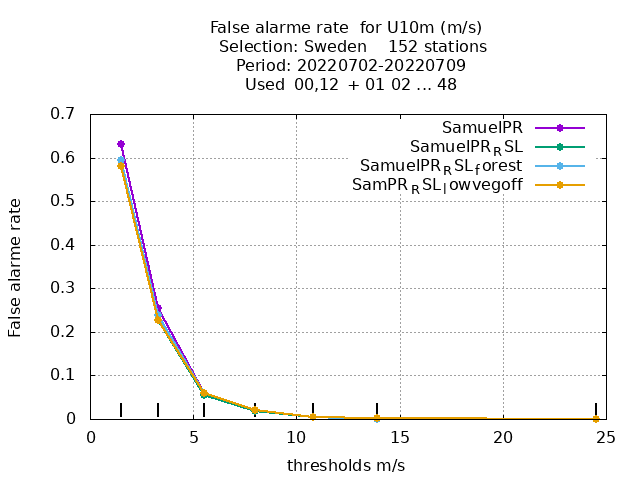 False alarme rate  for U10m (m/s)
Selection: Sweden    152 stations
Period: 20220702-20220709
Used  00,12  + 01 02 ... 48
SamuelPR
SamuelPR_RSL
SamuelPR_RSL_forest
SamPR_RSL_lowvegoff
False alarme rate
0.7
0.6
0.5
0.4
0.3
0.2
0.1
0
0 5 10 15 20 25
thresholds m/s